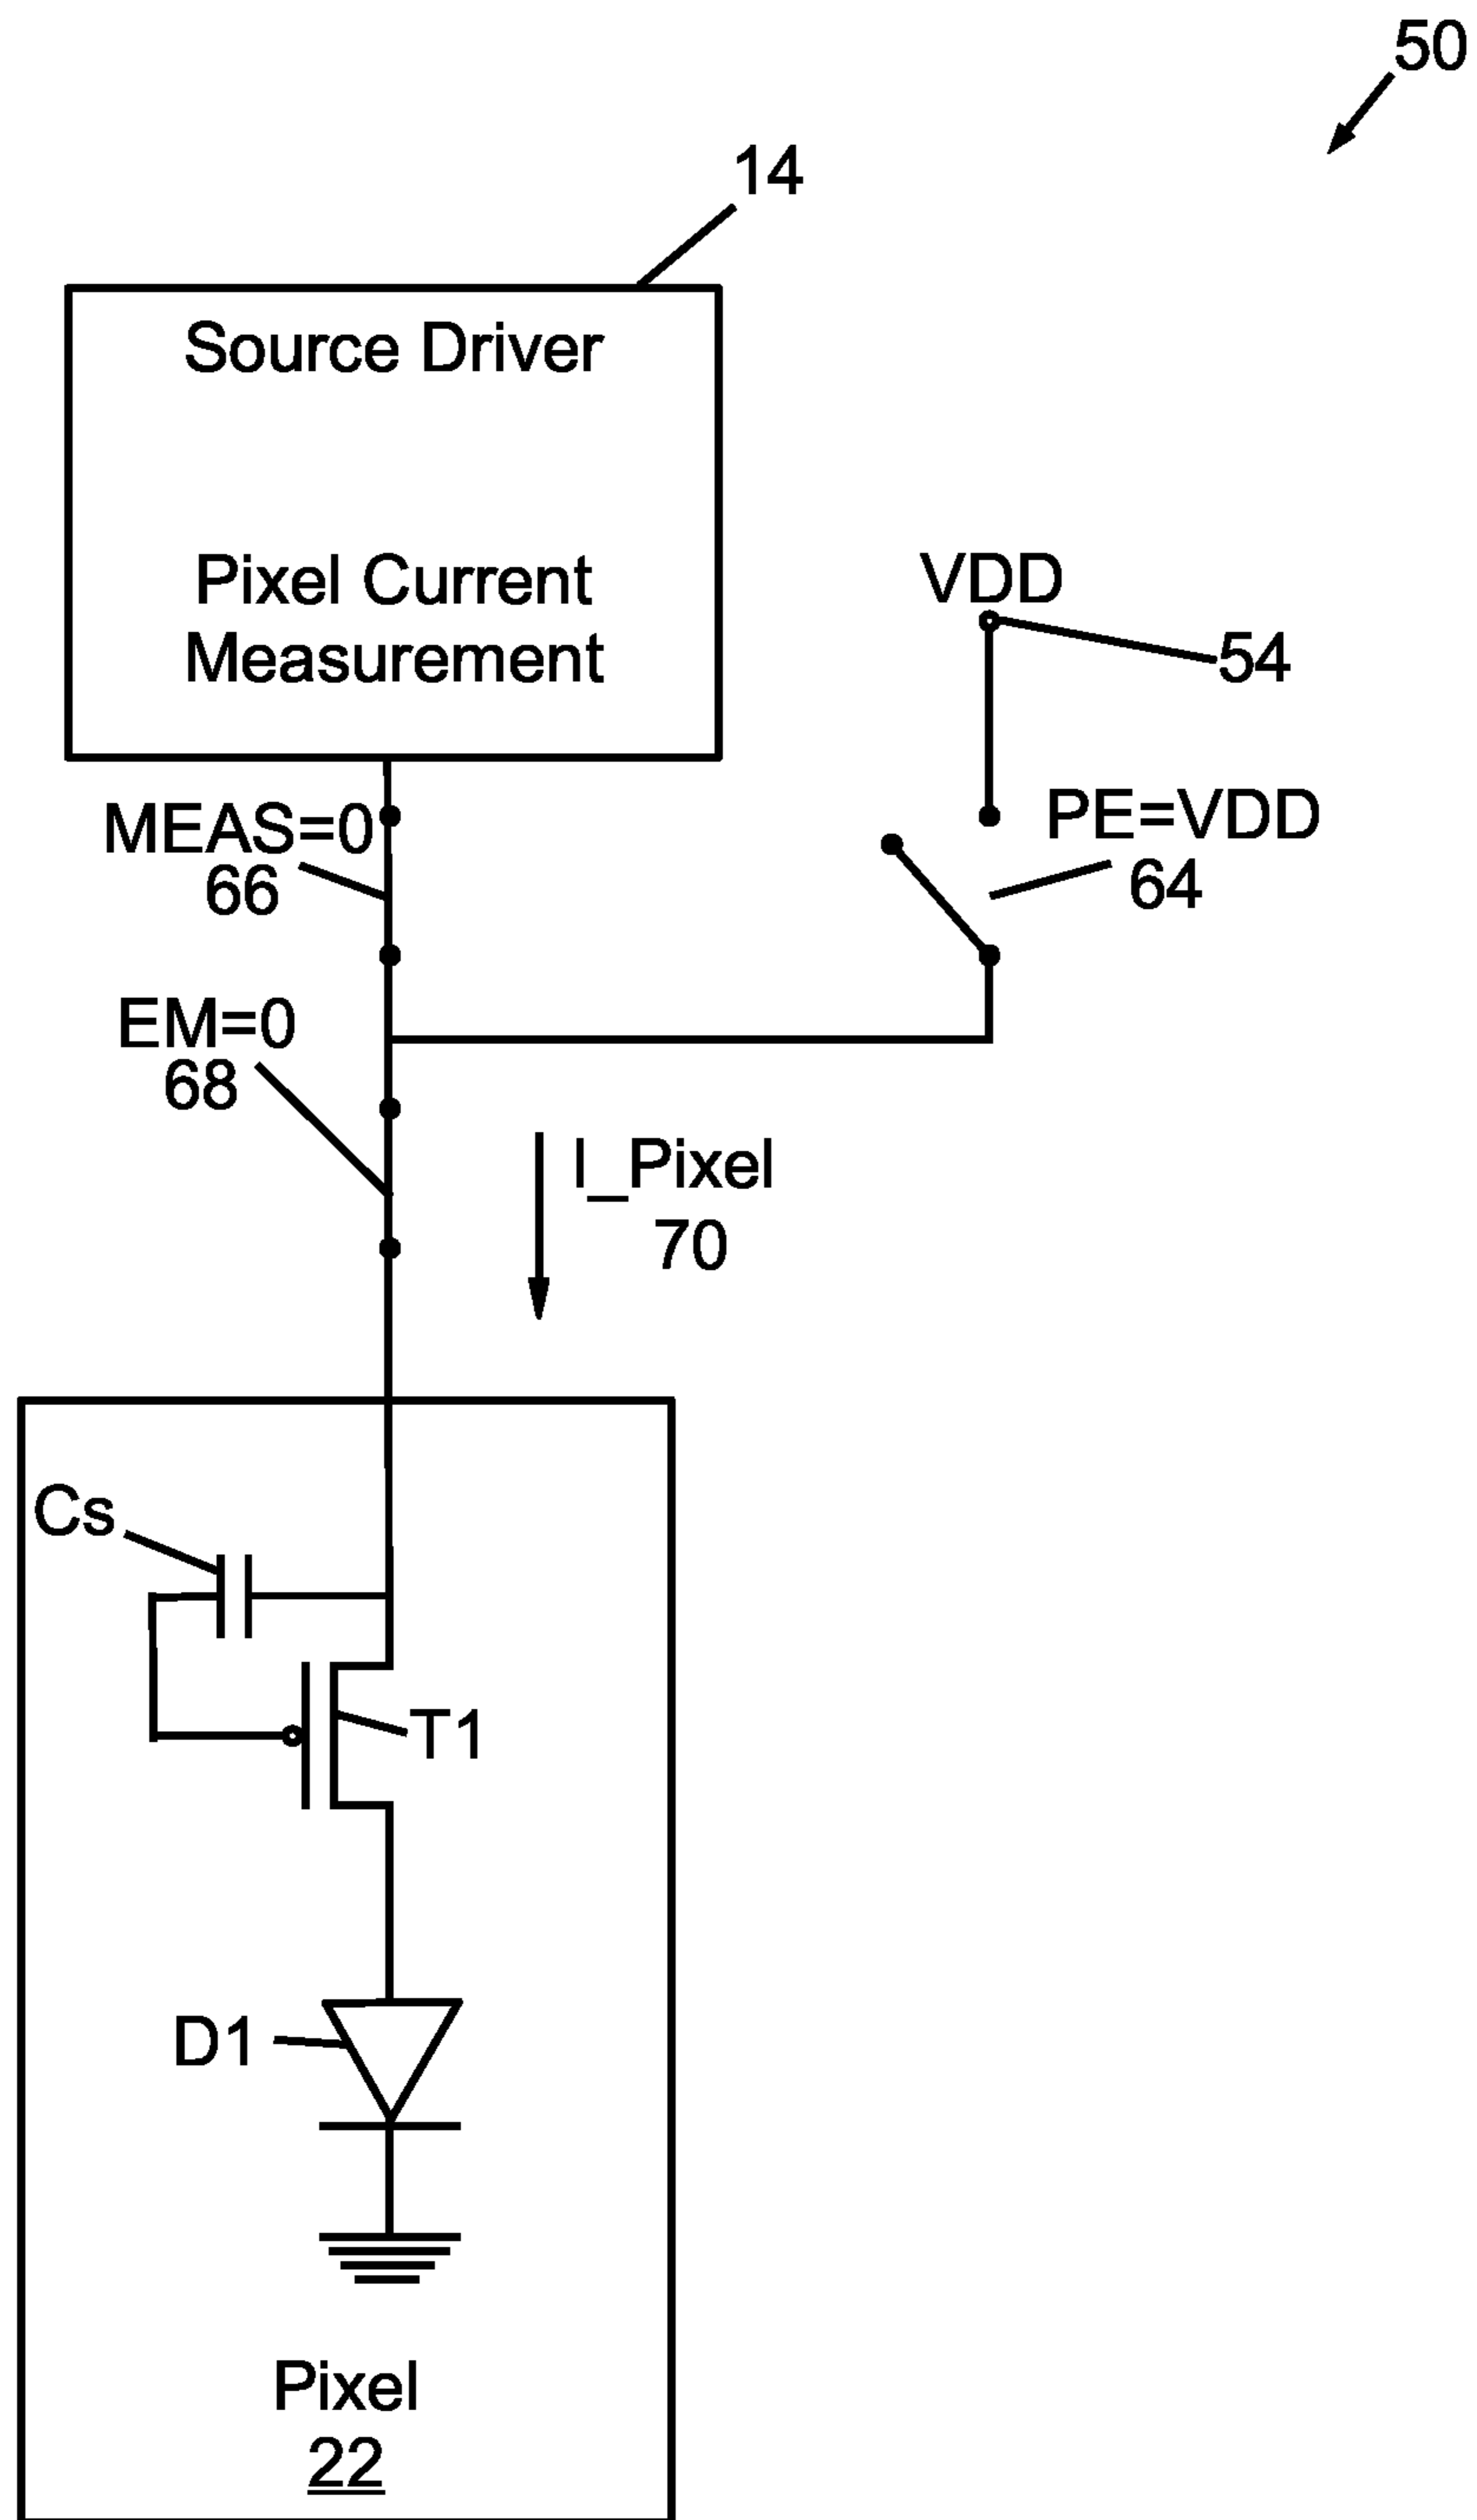 50
14
Source Driver
Pixel Current
Measurement
VDD
54
MEAS=0
66
PE=VDD
64
EM=0
68
I_Pixel
70
Cs
T1
D1
Pixel
22